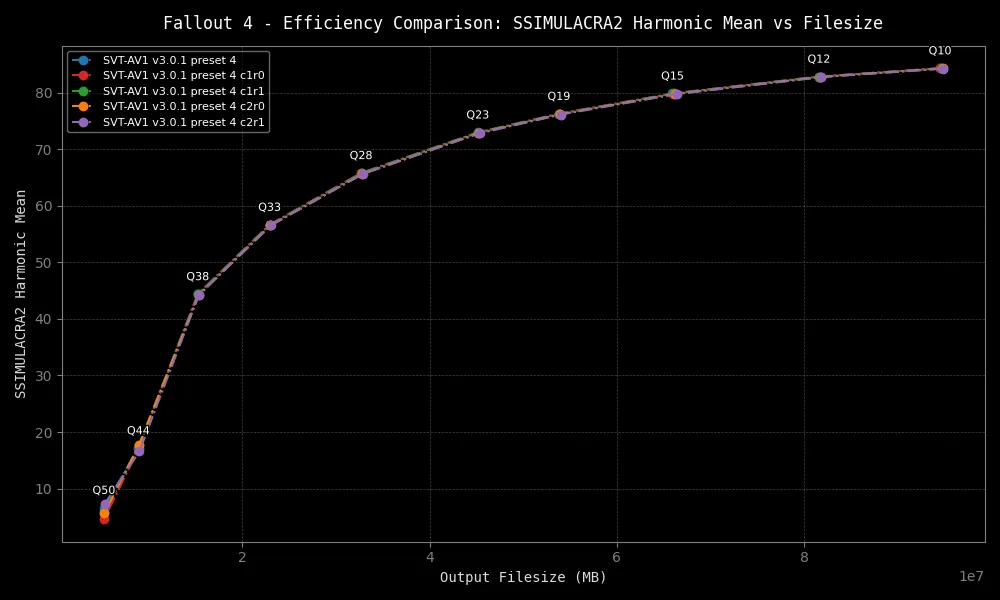 Fallout 4 - Efficiency Comparison: SSIMULACRA2 Harmonic Mean vs Filesize
SVT-AV1 v3.0.1 preset 4
SVT-AV1 v3.0.1 preset 4 c1r0
SVT-AV1 v3.0.1 preset 4 c1r1
SVT-AV1 v3.0.1 preset 4 c2r0
SVT-AV1 v3.0.1 preset 4 c2r1
Q10
Q12
Q15
Q19
Q23
Q28
Q33
Q38
Q44
Q50
80
70
60
50
40
30
20
10
SSIMULACRA2 Harmonic Mean
2
4
6
8
1e7
Output Filesize (MB)